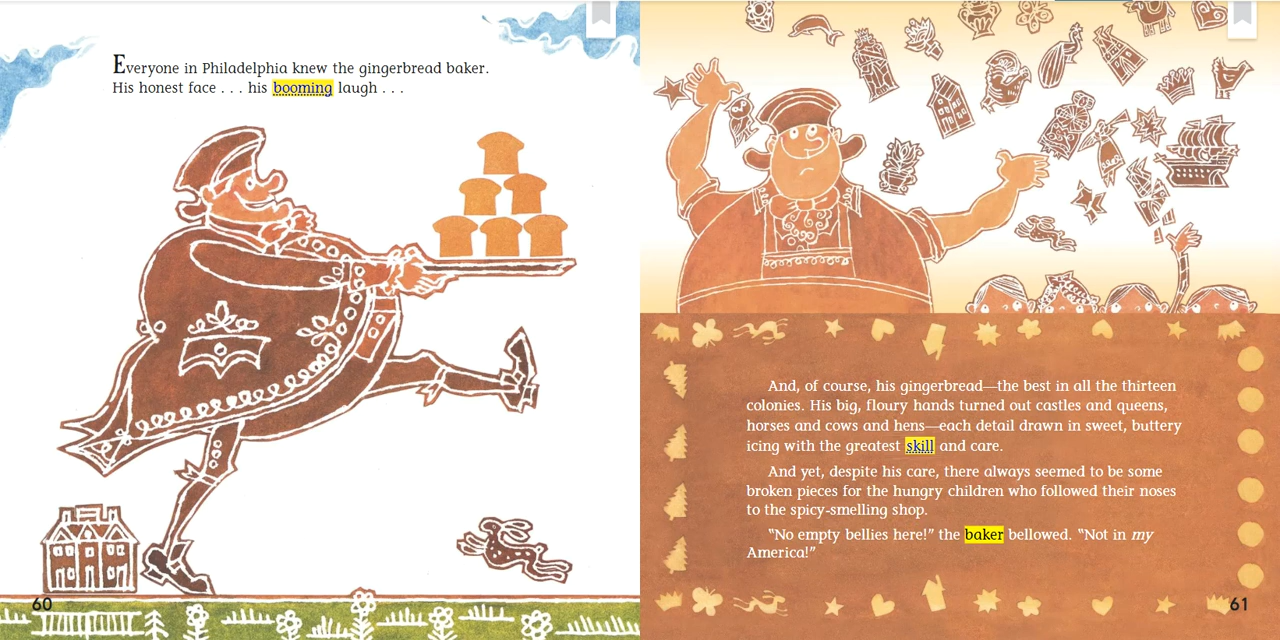 Everyone in Philadelphia knew the gingerbread baker.
His honest face . . . his booming laugh . . .
60
And, of course, his gingerbread—the best in all the thirteen
colonies. His big, floury hands turned out castles and queens,
horses and cows and hens—each detail drawn in sweet, buttery
icing with the greatest skill and care.
And yet, despite his care, there always seemed to be some
broken pieces for the hungry children who followed their noses
to the spicy-smelling shop.
“No empty bellies here!” the baker bellowed. “Not in my
America!”
61